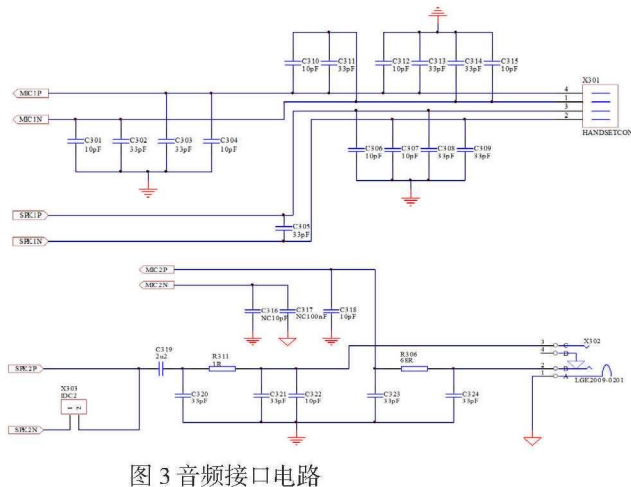 C310
10pF
C311
33pF
C312
10pF
C313
33pF
C314
33pF
C315
10pF
X301
MIC1P
4
1
3
2
MIC1N
HANDSETCON
C301
10pF
C302
33pF
C303
33pF
C304
10pF
C306
10pF
C307
10pF
C308
33pF
C309
33pF
SPK1P
C305
33pF
SPK1N
MIC2P
MIC2N
C316
NC10pF
C317
NC100nF
C318
10pF
C319
2u2
R311
1R
R306
68R
X302
3
C
4
D
2
B
1
A
LGE2009-0201
SPK2P
X303
IDC2
1 2
C320
33pF
C321
33pF
C322
10pF
C323
33pF
C324
33pF
SPK2N
图 3 音频接口电路